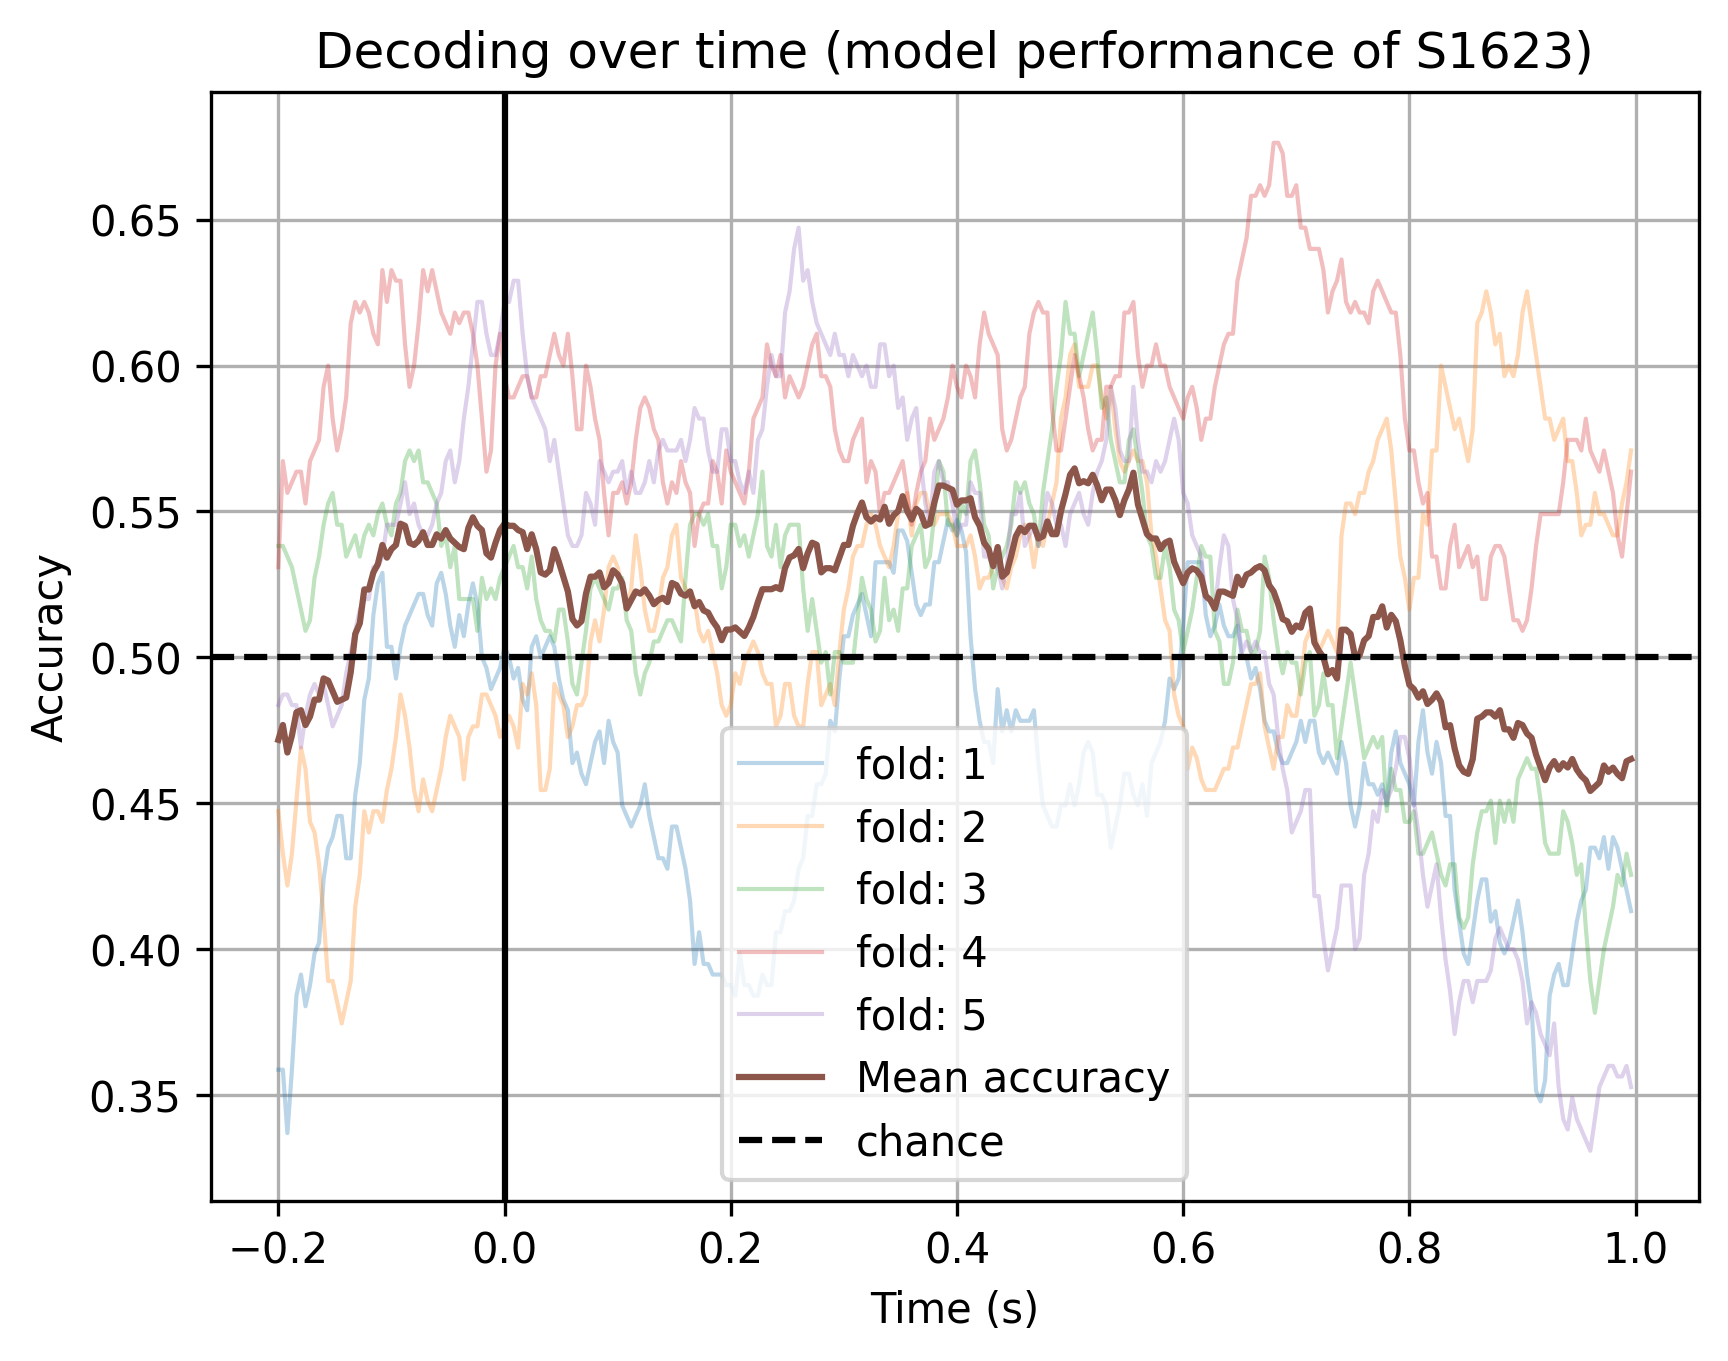 Decoding over time (model performance of S1623)
Accuracy
0.65
0.60
0.55
0.50
0.45
0.40
0.35
fold: 1
fold: 2
fold: 3
fold: 4
fold: 5
Mean accuracy
chance
−0.2 0.0 0.2 0.4 0.6 0.8 1.0
Time (s)